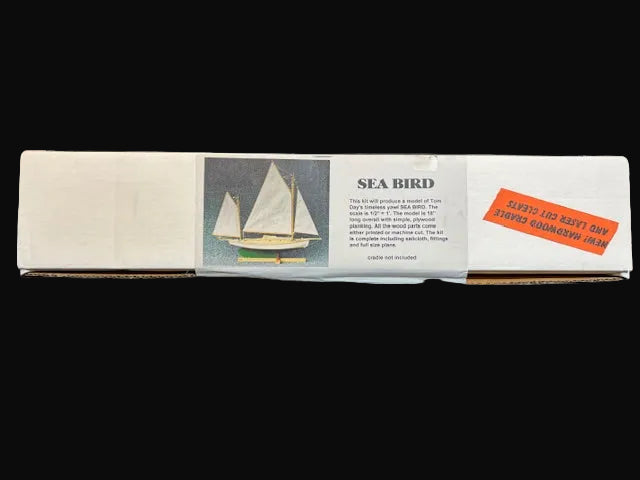 SEA BIRD
This kit will produce a model of Tom
Day's timeless yawl SEA BIRD. The
scale is 1/2" = 1'. The model is 18"
long overall with simple, plywood
planking. All the wood parts come
either printed or machine cut. The kit
is complete including sailcloth, fittings
and full size plans.
cradle not included
NEW! HARDWOOD CRADLE
AND LASER CUT CLEATS